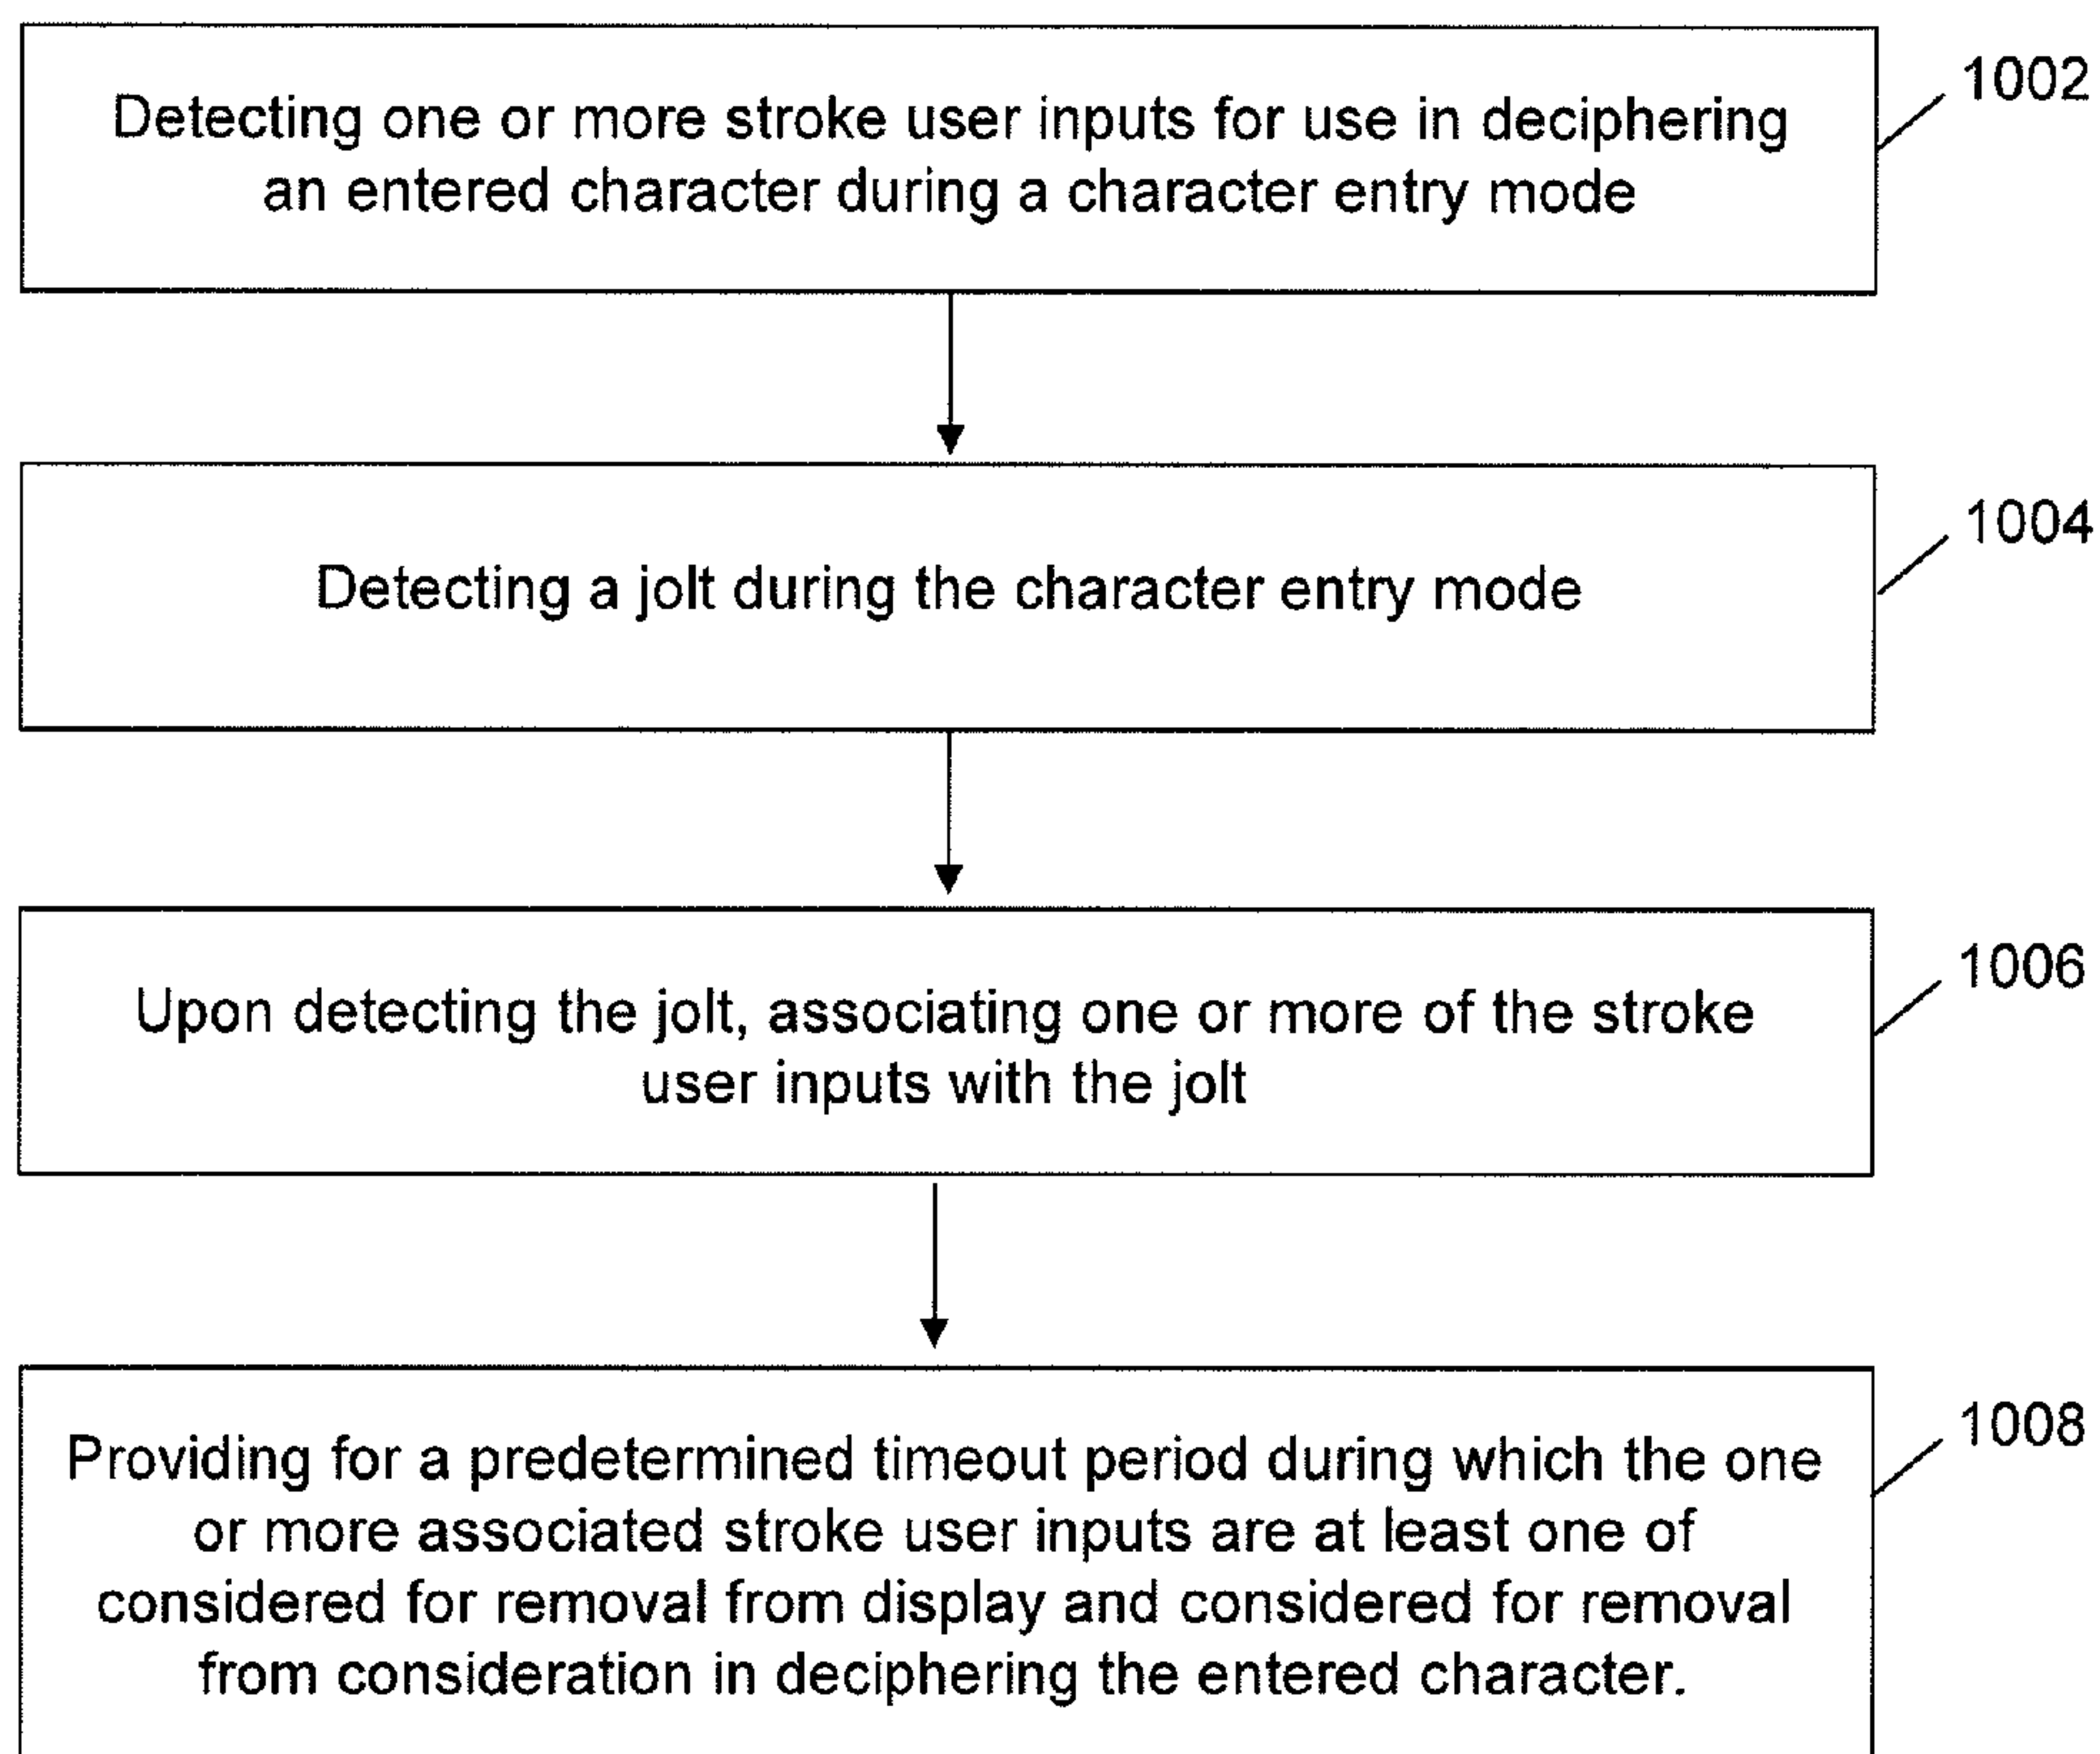 Detecting one or more stroke user inputs for use in deciphering
an entered character during a character entry mode
1002
Detecting a jolt during the character entry mode
1004
Upon detecting the jolt, associating one or more of the stroke
user inputs with the jolt
1006
Providing for a predetermined timeout period during which the one
or more associated stroke user inputs are at least one of
considered for removal from display and considered for removal
from consideration in deciphering the entered character.
1008